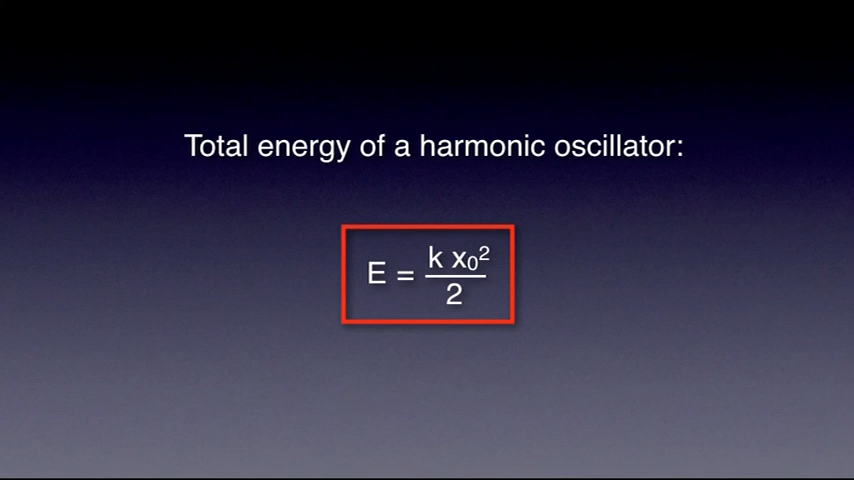 Total energy of a harmonic oscillator:
E = k x₀² / 2